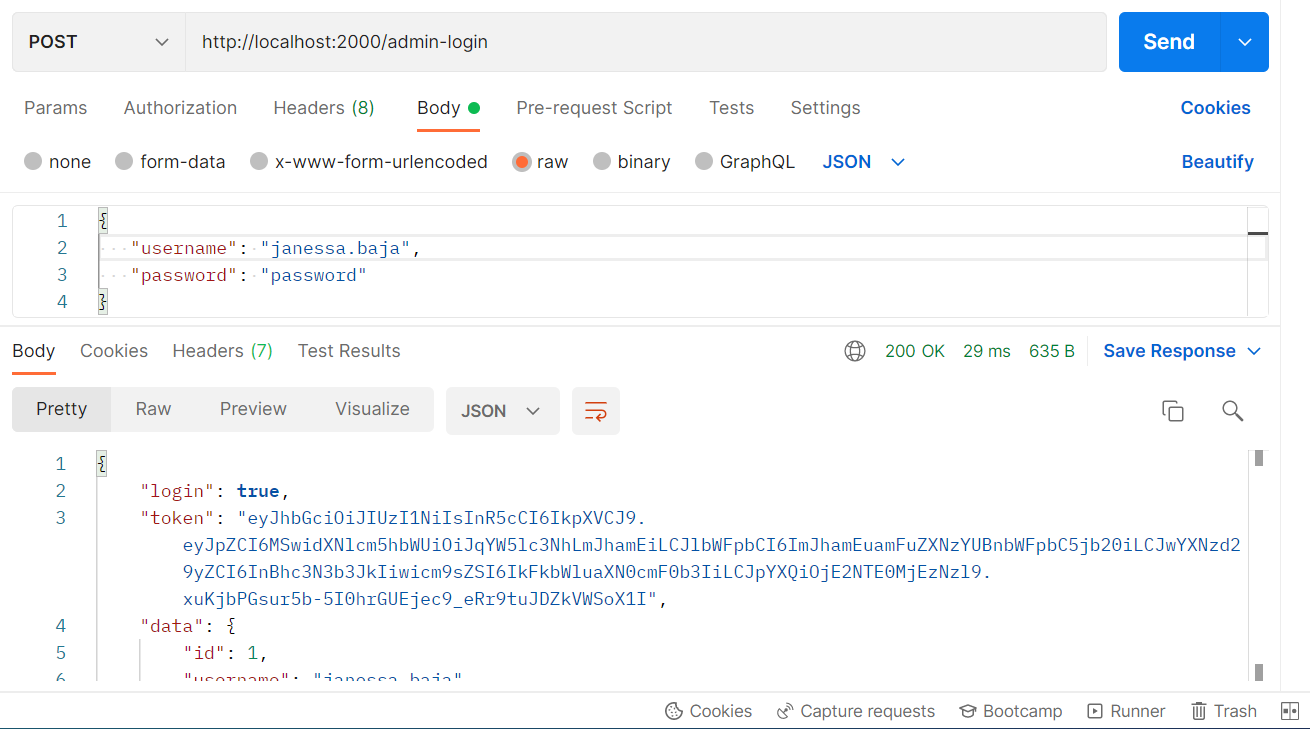 POST http://localhost:2000/admin-login Send
Params Authorization Headers (8) Body Pre-request Script Tests Settings Cookies
none form-data x-www-form-urlencoded raw binary GraphQL JSON Beautify
1 {
2 "username": "janessa.baja",
3 "password": "password"
4 }
Body Cookies Headers (7) Test Results 200 OK 29 ms 635 B Save Response
Pretty Raw Preview Visualize JSON
1 {
2 "login": true,
3 "token": "eyJhbGciOiJIUzI1NiIsInR5cCI6IkpXVCJ9.
eyJpZCI6MSwidXNlcm5hbWUiOiJqYW5lc3NhLmJhamEiLCJlbWFpbCI6ImJhamEuamFuZXNzYUBnbWFpbC5jb20iLCJwYXNzd2
9yZCI6InBhc3N3b3JkIiwicm9sZSI6IkFkbWluaXN0cmF0b3IiLCJpYXQiOjE2NTE0MjEzNzl9.
xuKjbPGsur5b-5I0hrGUEjec9_eRr9tuJDZkVWSoX1I",
4 "data": {
5 "id": 1,
6 "username": "janessa.baja"
Cookies Capture requests Bootcamp Runner Trash